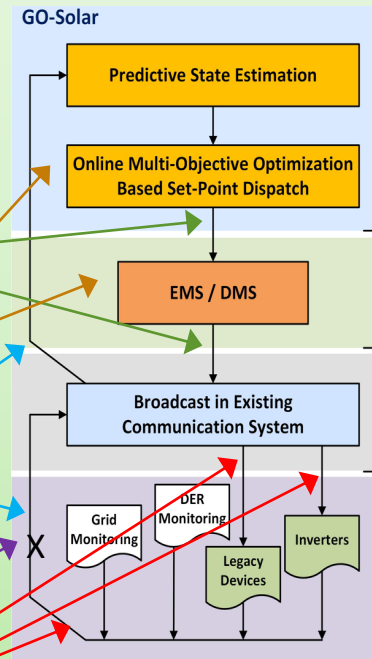 GO-Solar
Predictive State Estimation
Online Multi-Objective Optimization
Based Set-Point Dispatch
EMS / DMS
Broadcast in Existing
Communication System
X
Grid
Monitoring
DER
Monitoring
Legacy
Devices
Inverters